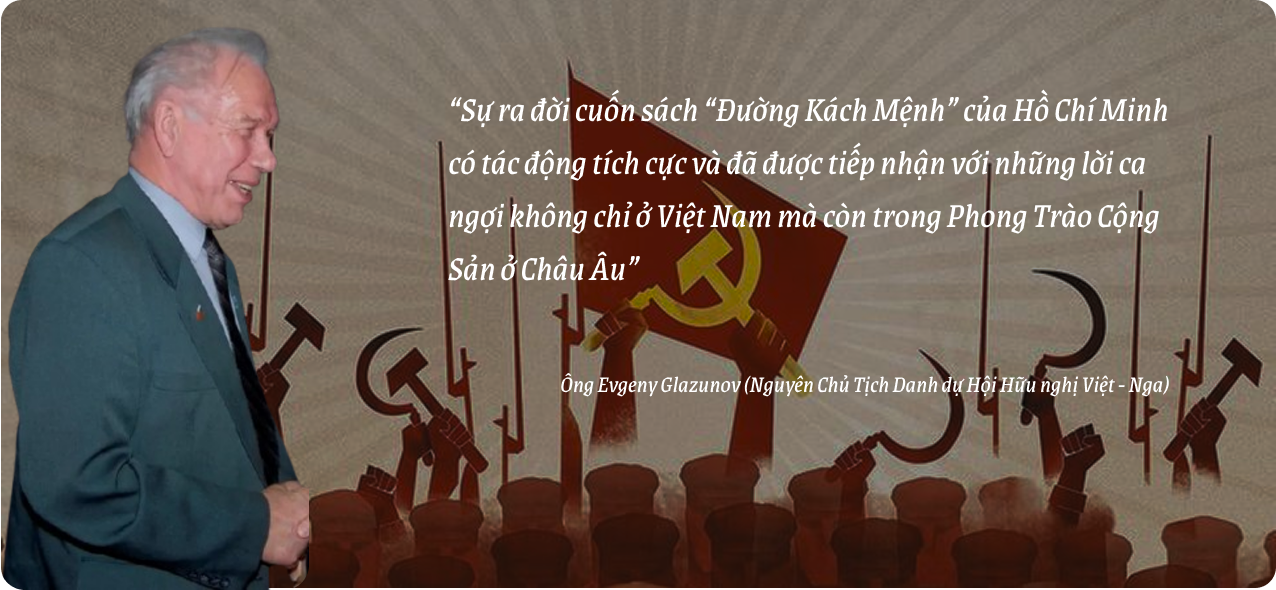 “Sự ra đời cuốn sách “Đường Kách Mệnh” của Hồ Chí Minh
có tác động tích cực và đã được tiếp nhận với những lời ca
ngợi không chỉ ở Việt Nam mà còn trong Phong Trào Cộng
Sản ở Châu Âu”
Ông Evgeny Glazunov (Nguyên Chủ Tịch Danh dự Hội Hữu nghị Việt - Nga)